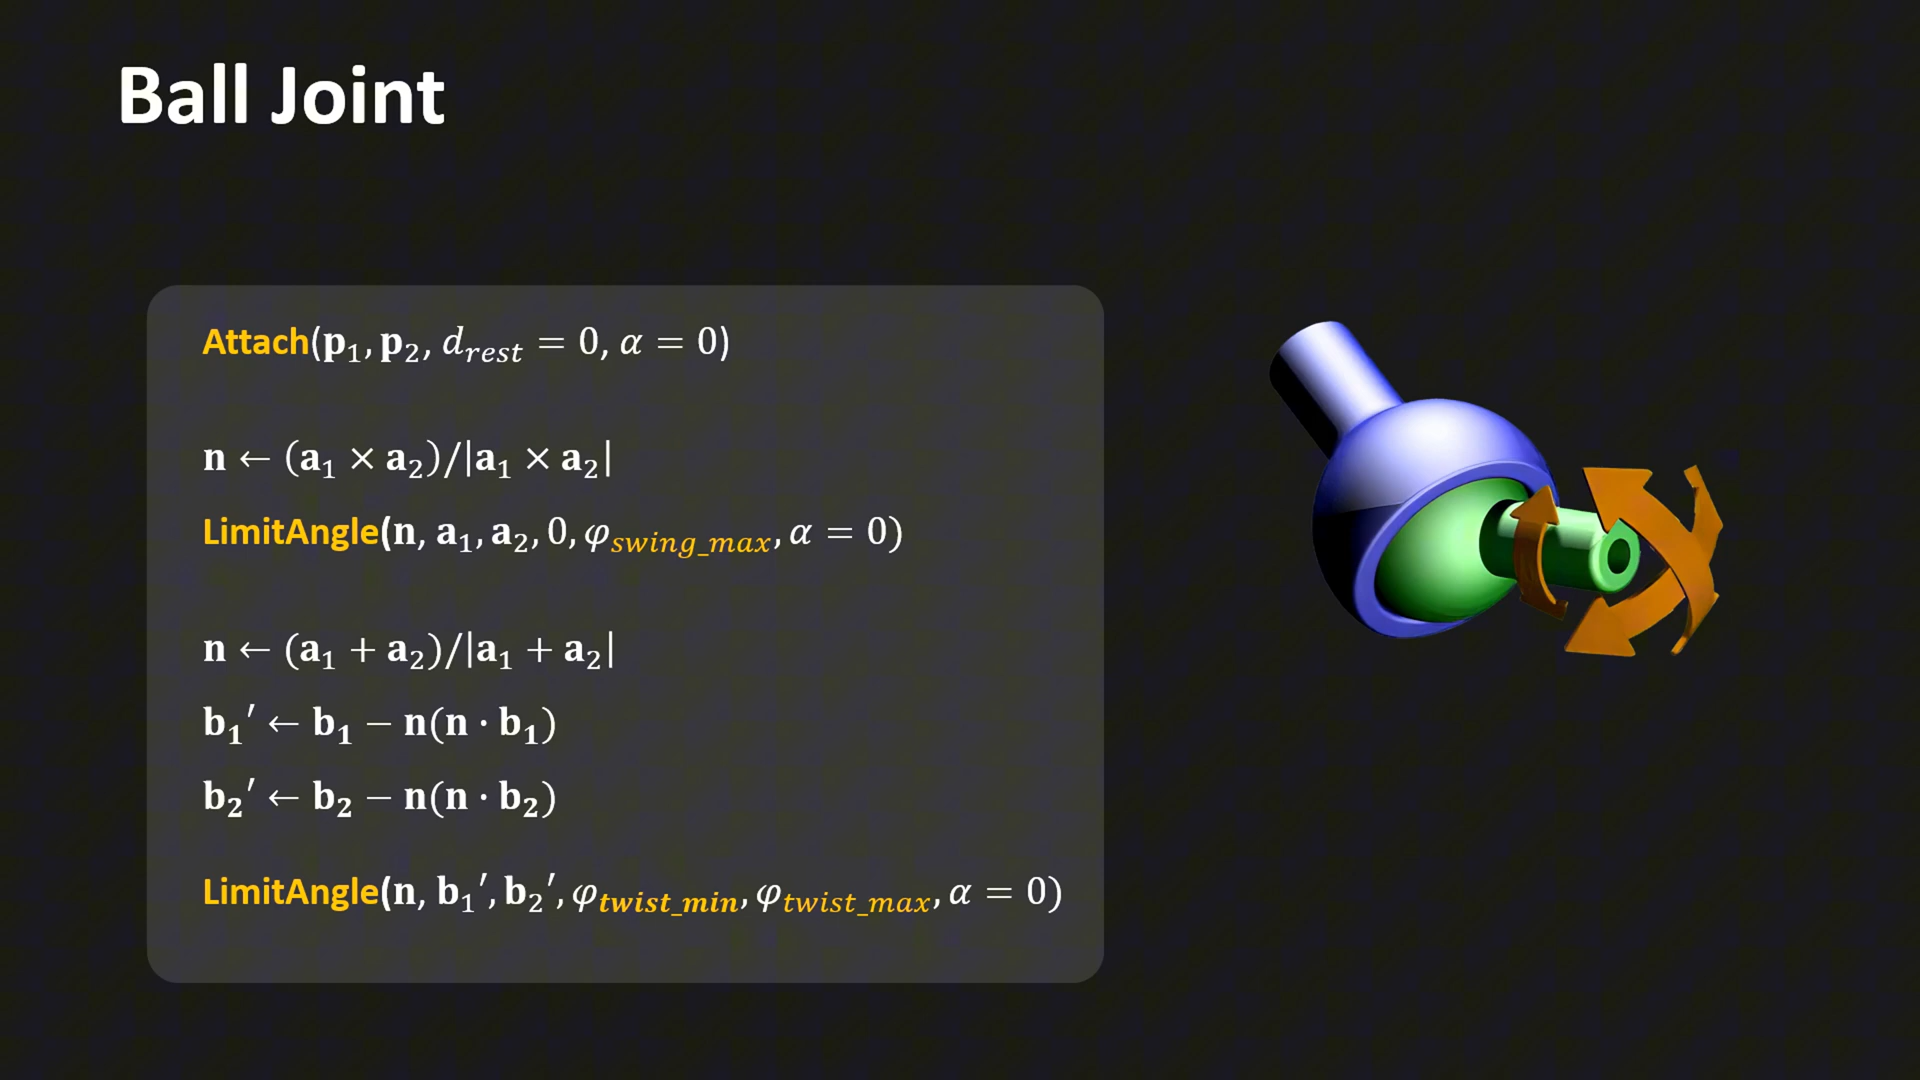 Ball Joint
Attach(p₁, p₂, d_rest = 0, α = 0)
n ← (a₁ × a₂)/|a₁ × a₂|
LimitAngle(n, a₁, a₂, 0, φ_swing_max, α = 0)
n ← (a₁ + a₂)/|a₁ + a₂|
b₁′ ← b₁ − n(n · b₁)
b₂′ ← b₂ − n(n · b₂)
LimitAngle(n, b₁′, b₂′, φ_twist_min, φ_twist_max, α = 0)